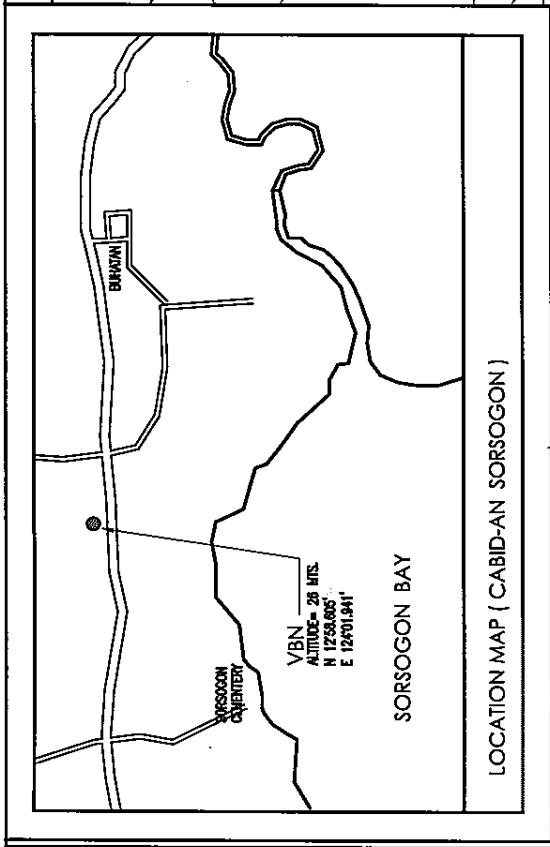 BUHATAN
VBN
ALTITUDE= 26 MTS.
N 12°58.605'
E 124°01.941'
SORSOGON
CEMENTERY
SORSOGON BAY
LOCATION MAP ( CABID-AN SORSOGON )